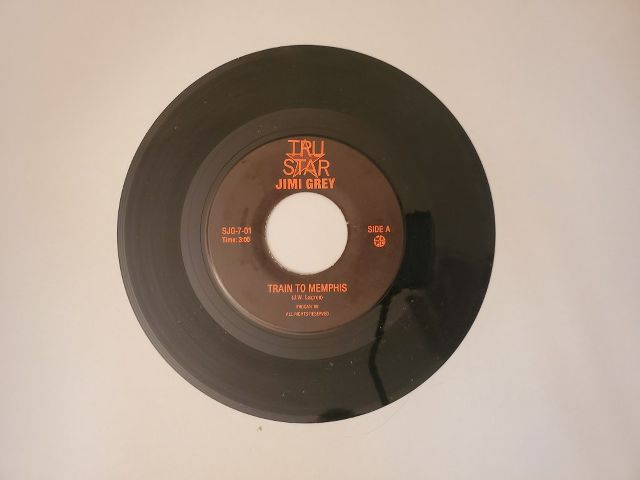 TRU
STAR
JIMI GREY
SJG-7-01
Time: 3:00
SIDE A
TRAIN TO MEMPHIS
(J.W.
ALL RIGHTS RESERVED